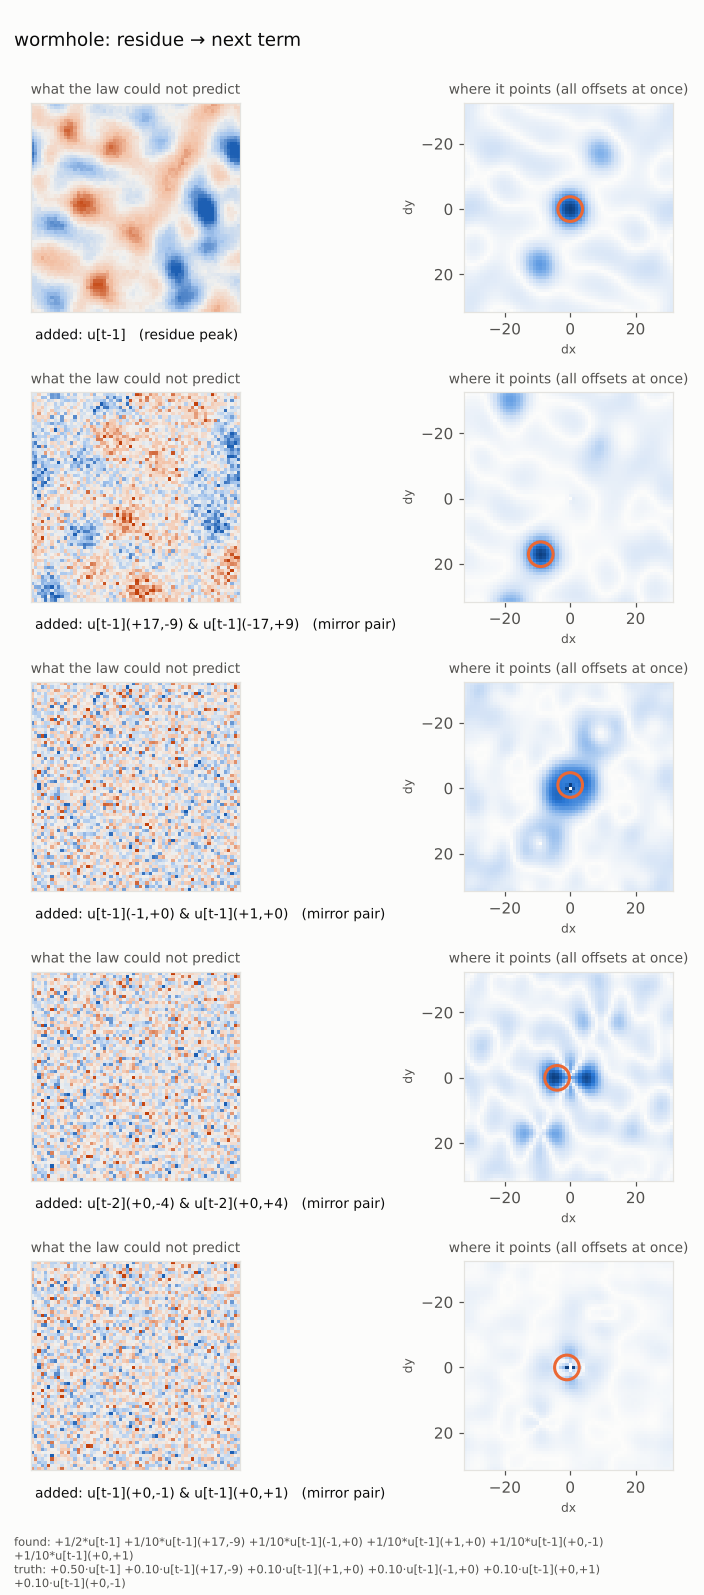 wormhole: residue → next term
what the law could not predict
where it points (all offsets at once)
−20
0
20
dy
−20 0 20
dx
added: u[t-1] (residue peak)
what the law could not predict
where it points (all offsets at once)
−20
0
20
dy
−20 0 20
dx
added: u[t-1](+17,-9) & u[t-1](-17,+9) (mirror pair)
what the law could not predict
where it points (all offsets at once)
−20
0
20
dy
−20 0 20
dx
added: u[t-1](-1,+0) & u[t-1](+1,+0) (mirror pair)
what the law could not predict
where it points (all offsets at once)
−20
0
20
dy
−20 0 20
dx
added: u[t-2](+0,-4) & u[t-2](+0,+4) (mirror pair)
what the law could not predict
where it points (all offsets at once)
−20
0
20
dy
−20 0 20
dx
added: u[t-1](+0,-1) & u[t-1](+0,+1) (mirror pair)
found: +1/2*u[t-1] +1/10*u[t-1](+17,-9) +1/10*u[t-1](-1,+0) +1/10*u[t-1](+1,+0) +1/10*u[t-1](+0,-1)
+1/10*u[t-1](+0,+1)
truth: +0.50·u[t-1] +0.10·u[t-1](+17,-9) +0.10·u[t-1](+1,+0) +0.10·u[t-1](-1,+0) +0.10·u[t-1](+0,+1)
+0.10·u[t-1](+0,-1)